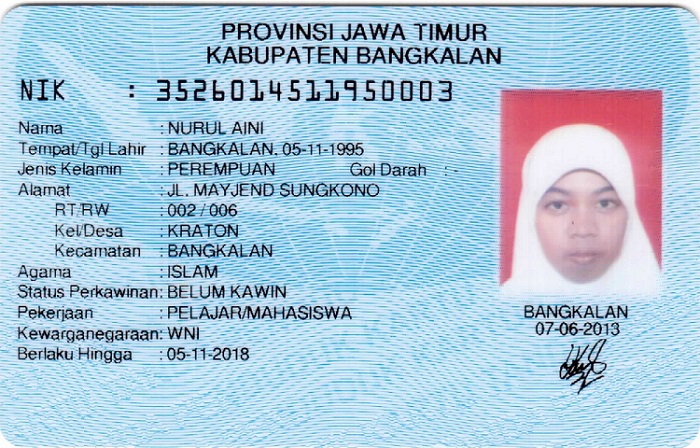 PROVINSI JAWA TIMUR
KABUPATEN BANGKALAN
NIK : 3526014511950003
Nama : NURUL AINI
Tempat/Tgl Lahir : BANGKALAN, 05-11-1995
Jenis Kelamin : PEREMPUAN Gol Darah : -
Alamat : JL. MAYJEND SUNGKONO
RT/RW : 002 / 006
Kel/Desa : KRATON
Kecamatan : BANGKALAN
Agama : ISLAM
Status Perkawinan: BELUM KAWIN
Pekerjaan : PELAJAR/MAHASISWA
Kewarganegaraan: WNI
Berlaku Hingga : 05-11-2018
BANGKALAN
07-06-2013